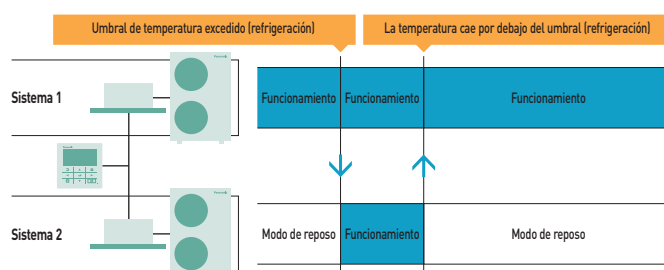 Umbral de temperatura excedido (refrigeración)
La temperatura cae por debajo del umbral (refrigeración)
Sistema 1
Funcionamiento
Funcionamiento
Funcionamiento
Sistema 2
Modo de reposo
Funcionamiento
Modo de reposo